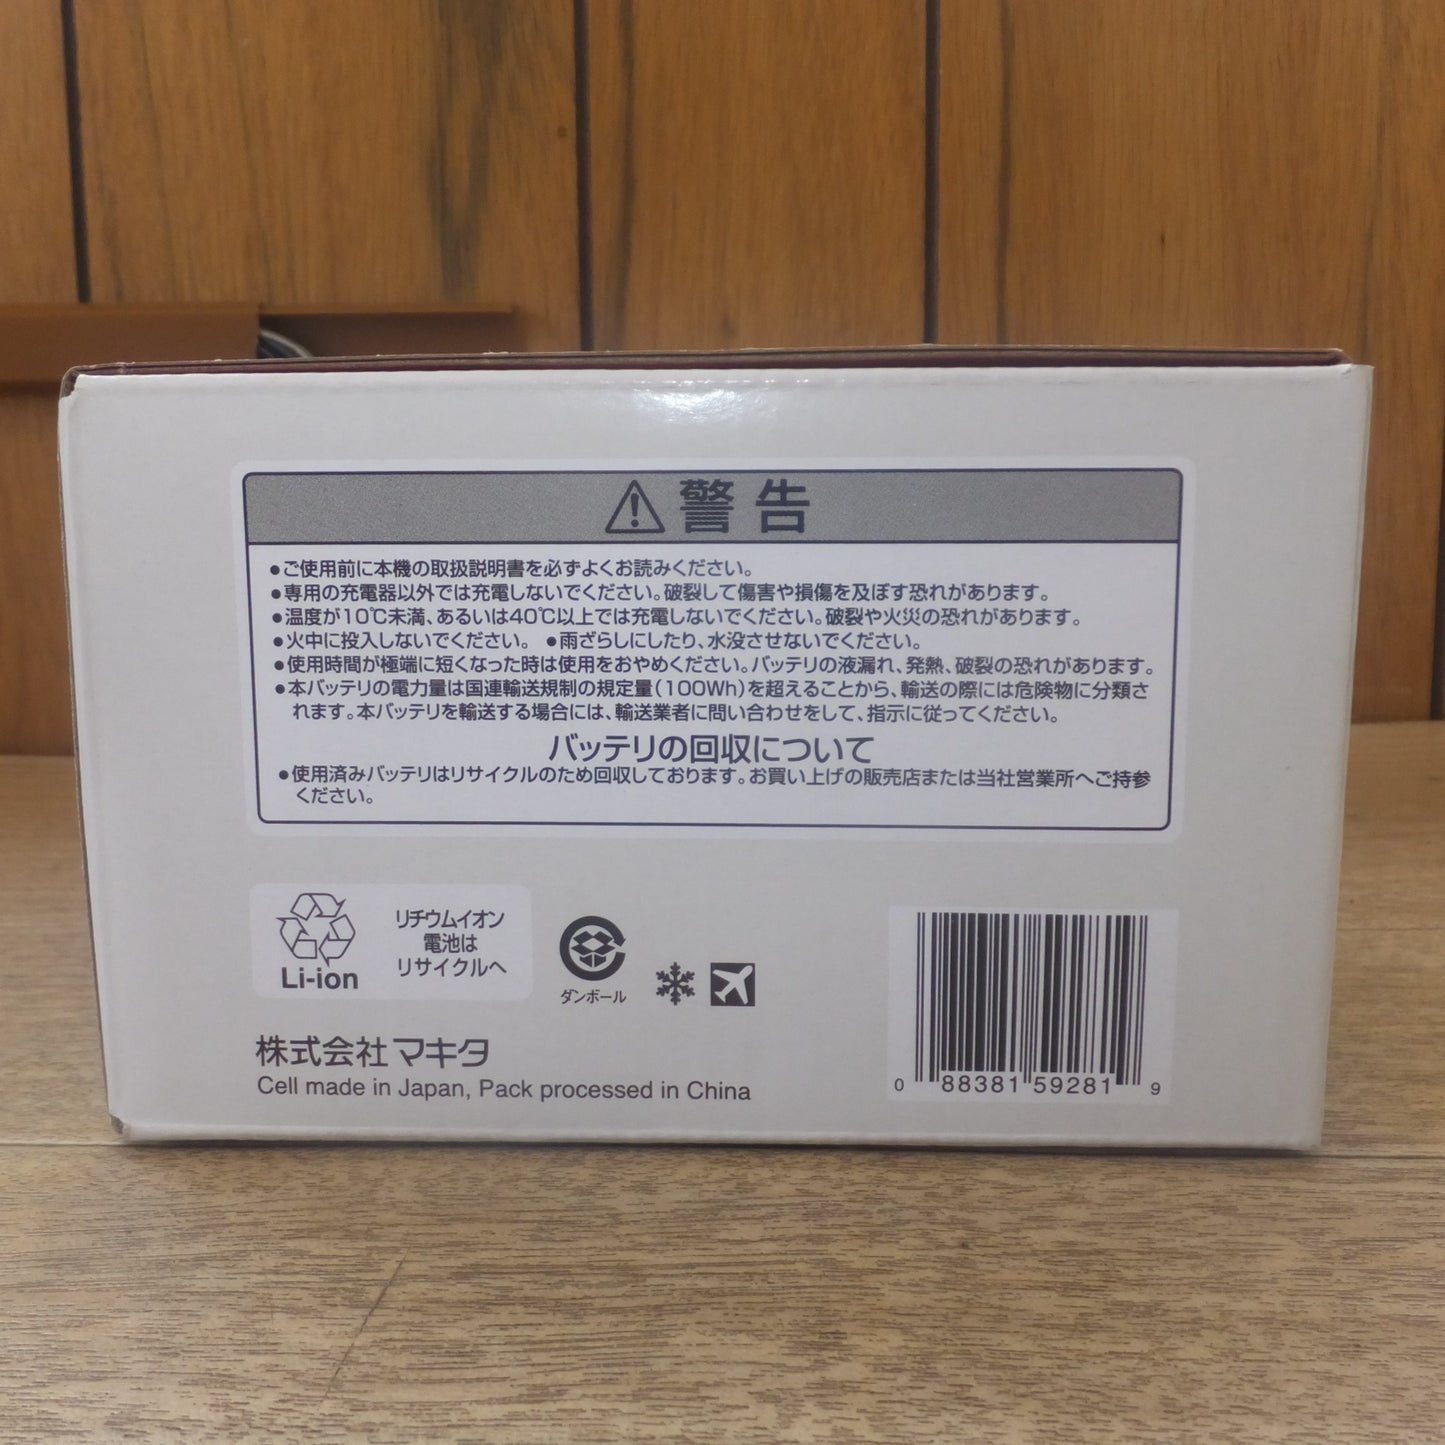 警告
●ご使用前に本機の取扱説明書を必ずよくお読みください。
●専用の充電器以外では充電しないでください。破裂して傷害や損傷を及ぼす恐れがあります。
●温度が10℃未満、あるいは40℃以上では充電しないでください。破裂や火災の恐れがあります。
●火中に投入しないでください。 ●雨ざらしにしたり、水没させないでください。
●使用時間が極端に短くなった時は使用をおやめください。バッテリの液漏れ、発熱、破裂の恐れがあります。
●本バッテリの電力量は国連輸送規制の規定量(100Wh)を超えることから、輸送の際には危険物に分類さ
れます。本バッテリを輸送する場合には、輸送業者に問い合わせをして、指示に従ってください。
バッテリの回収について
●使用済みバッテリはリサイクルのため回収しております。お買い上げの販売店または当社営業所へご持参
ください。
Li-ion
リチウムイオン
電池は
リサイクルへ
ダンボール
株式会社マキタ
Cell made in Japan, Pack processed in China
0 88381 59281 9